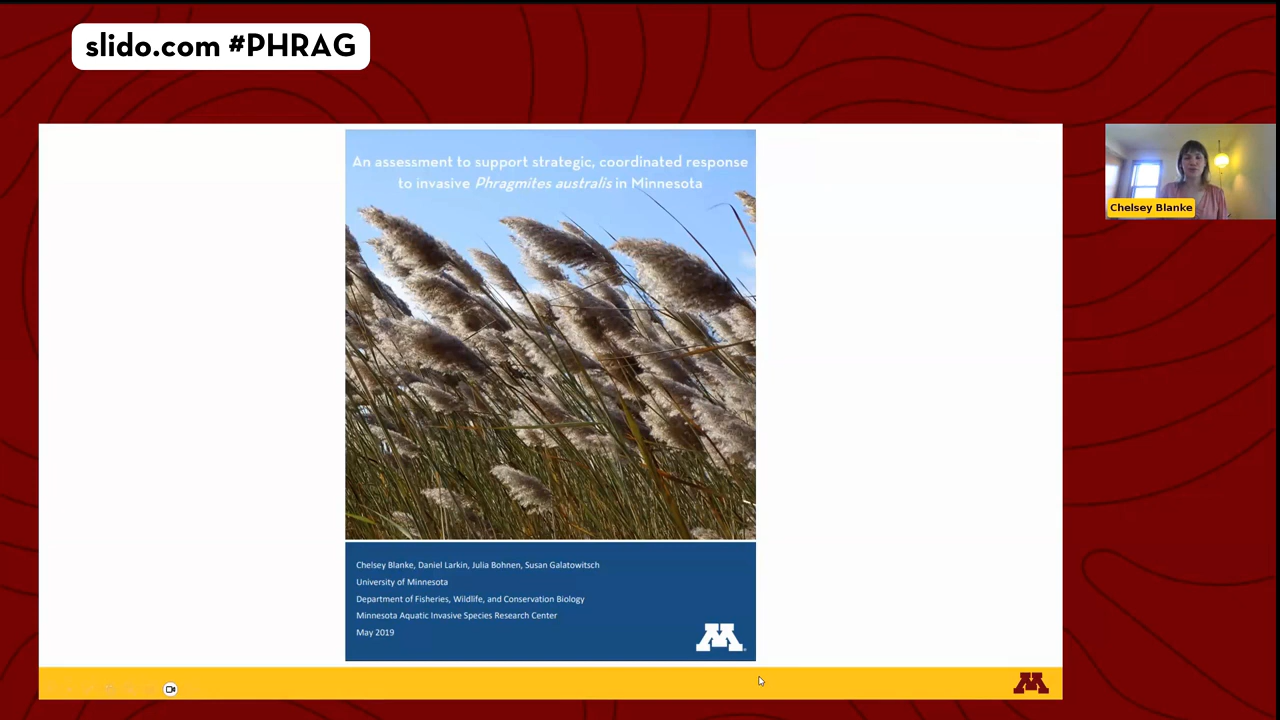 slido.com #PHRAG
An assessment to support strategic, coordinated response
to invasive Phragmites australis in Minnesota
Chelsey Blanke
Chelsey Blanke, Daniel Larkin, Julia Bohnen, Susan Galatowitsch
University of Minnesota
Department of Fisheries, Wildlife, and Conservation Biology
Minnesota Aquatic Invasive Species Research Center
May 2019